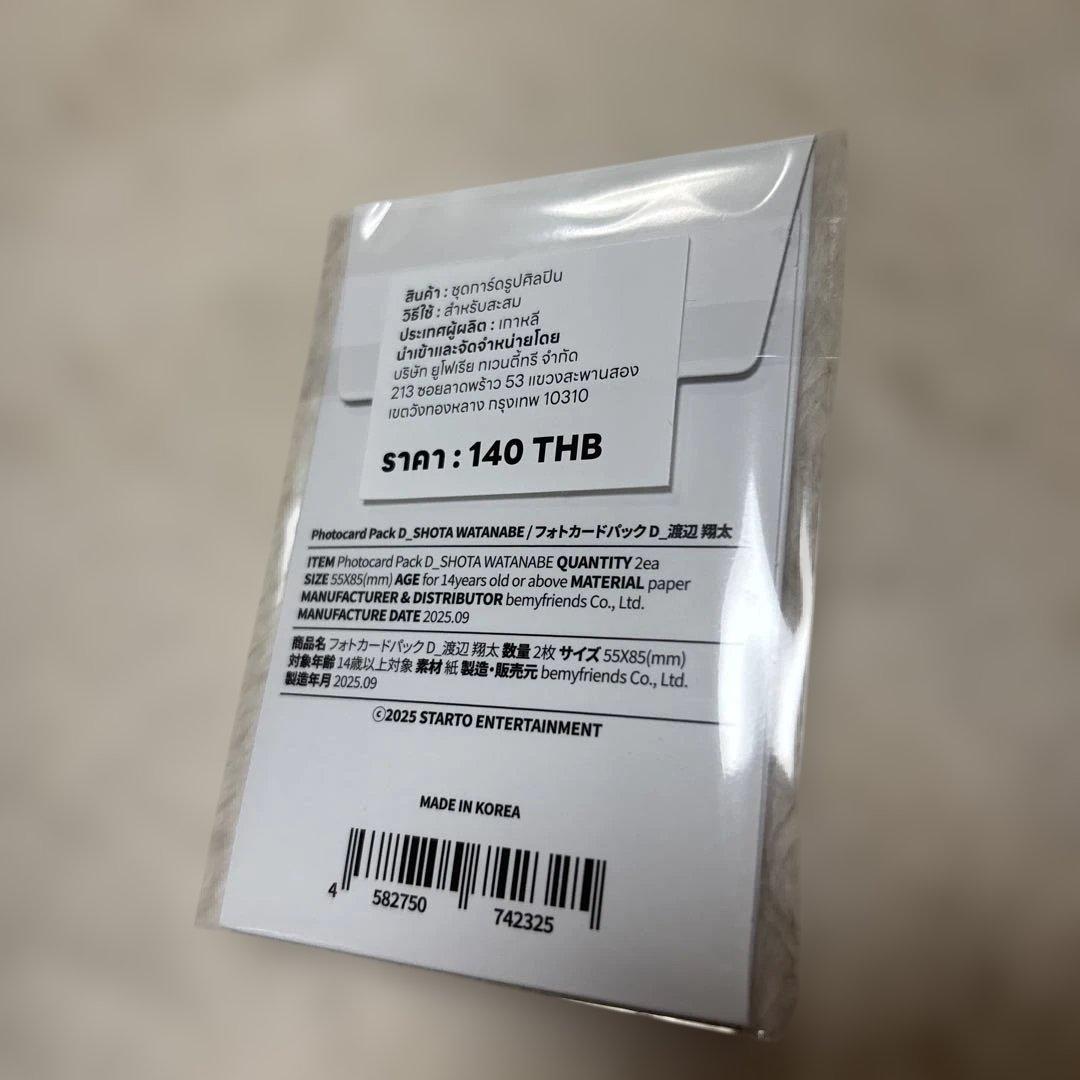 สินค้า : ชุดการ์ดรูปศิลปิน
วิธีใช้ : สำหรับสะสม
ประเทศผู้ผลิต : เกาหลี
นำเข้าและจัดจำหน่ายโดย
บริษัท ยูโฟเรีย ทเวนตี้ทรี จำกัด
213 ซอยลาดพร้าว 53 แขวงสะพานสอง
เขตวังทองหลาง กรุงเทพ 10310
ราคา : 140 THB
Photocard Pack D_SHOTA WATANABE / フォトカードパック D_渡辺 翔太
ITEM Photocard Pack D_SHOTA WATANABE QUANTITY 2ea
SIZE 55X85(mm) AGE for 14years old or above MATERIAL paper
MANUFACTURER & DISTRIBUTOR bemyfriends Co., Ltd.
MANUFACTURE DATE 2025.09
商品名 フォトカードパック D_渡辺 翔太 数量 2枚 サイズ 55X85(mm)
対象年齢 14歳以上対象 素材 紙 製造・販売元 bemyfriends Co., Ltd.
製造年月 2025.09
ⓒ2025 STARTO ENTERTAINMENT
MADE IN KOREA
4 582750 742325